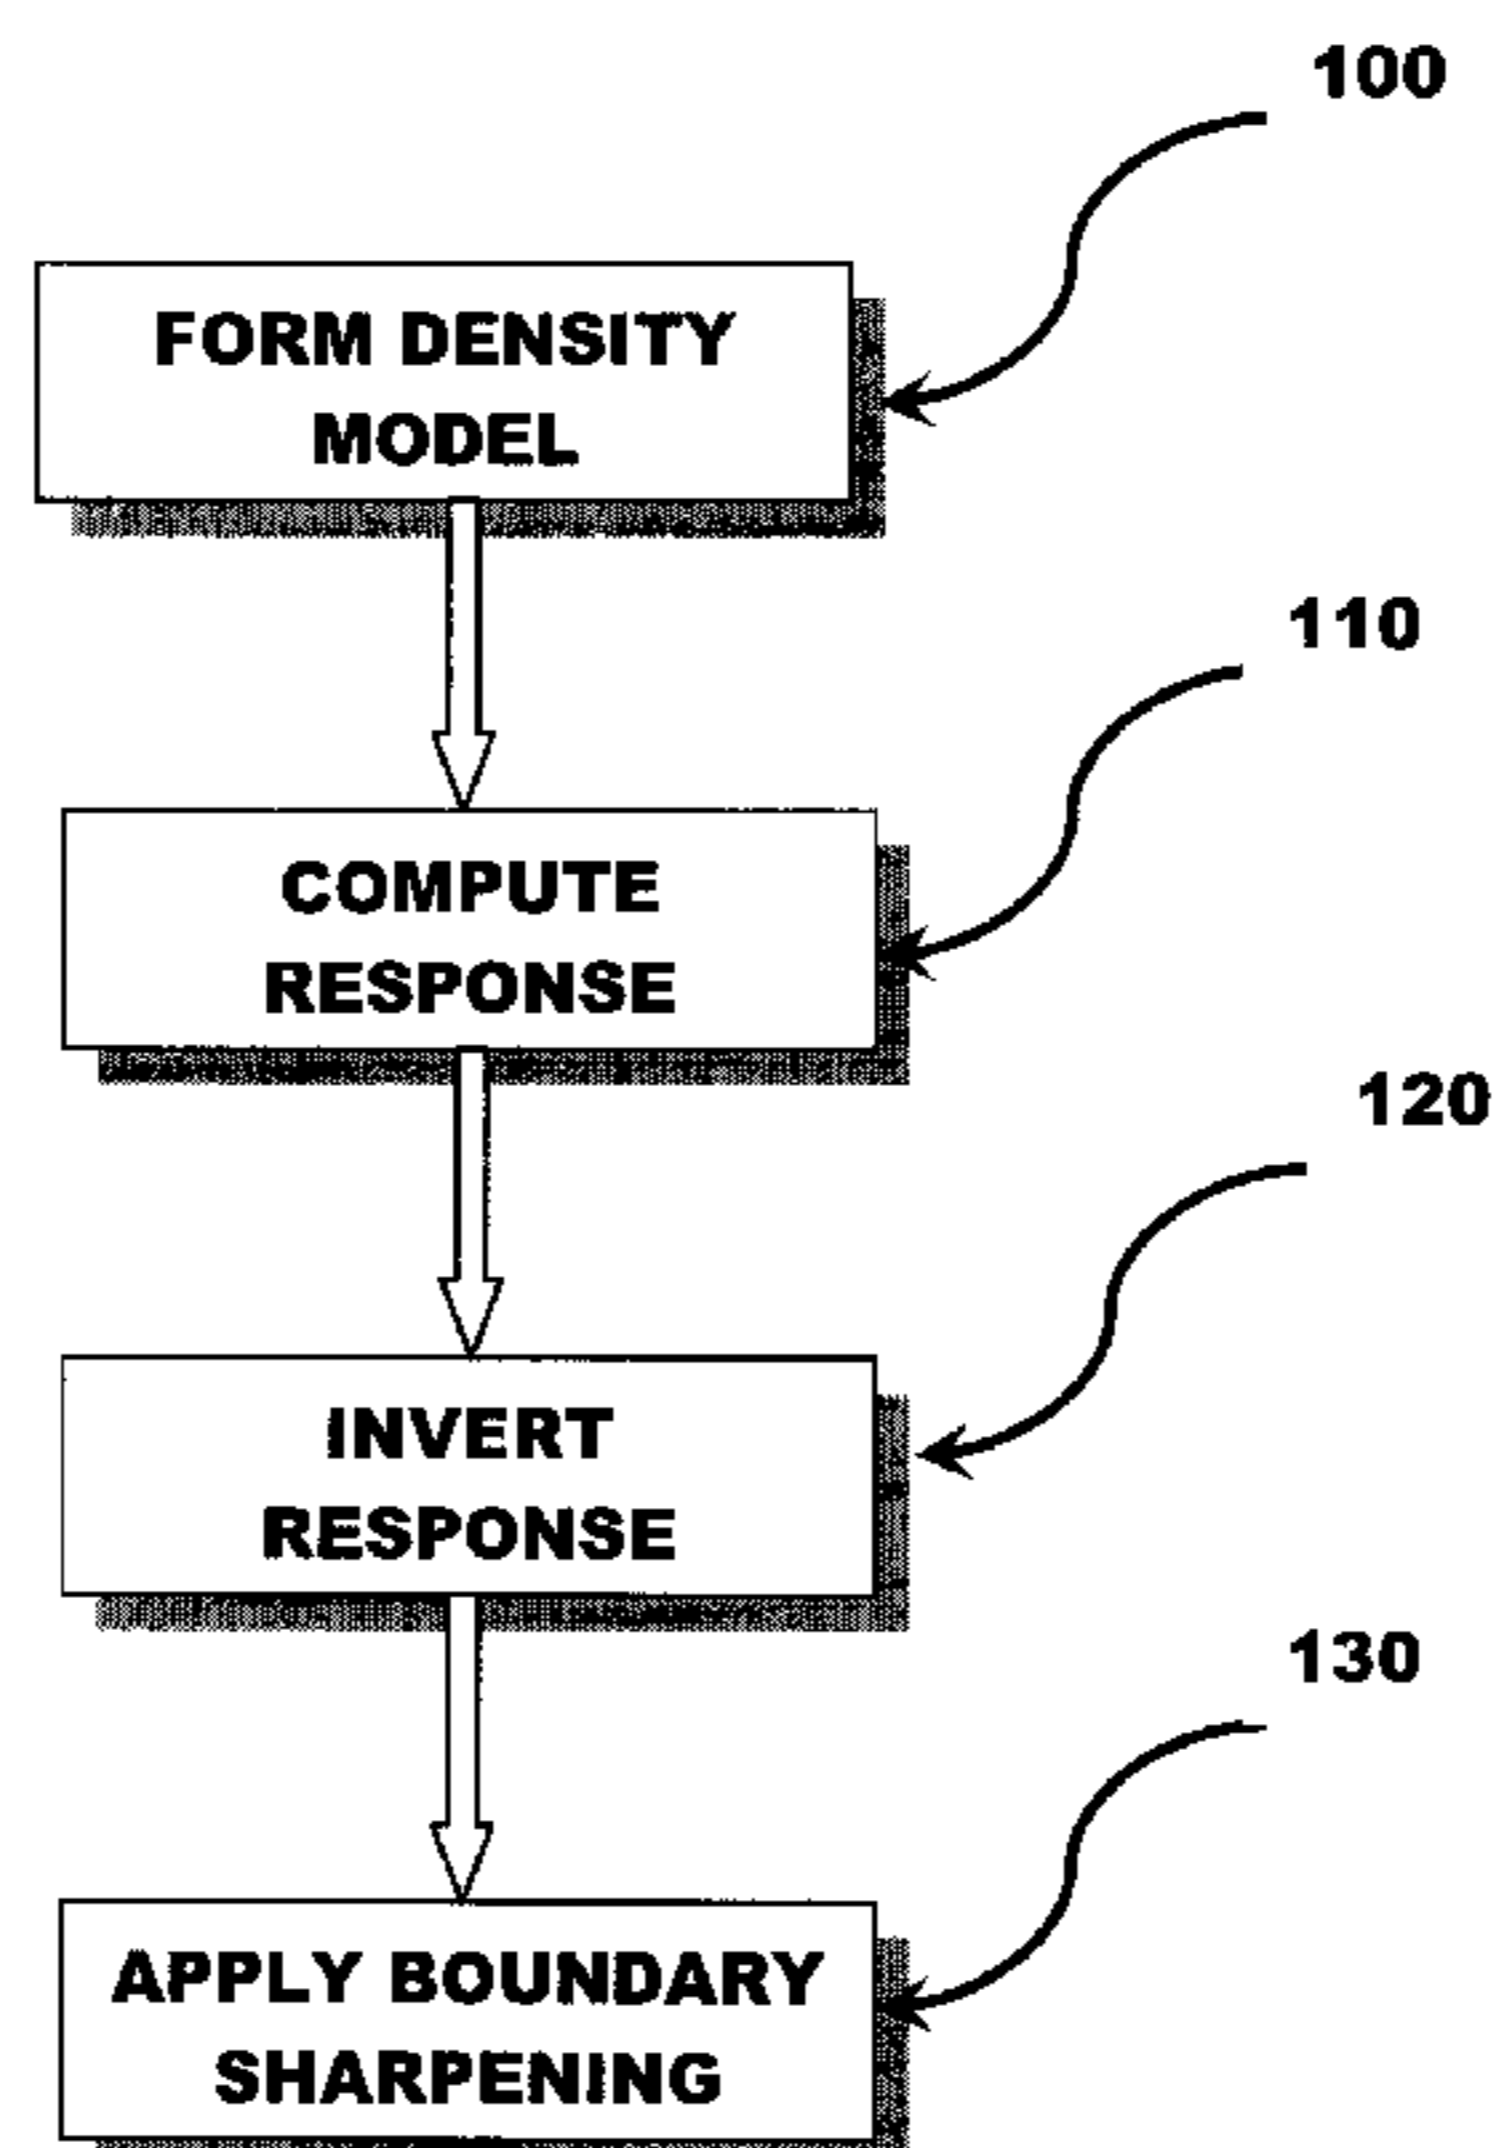 100
FORM DENSITY
MODEL
110
COMPUTE
RESPONSE
120
INVERT
RESPONSE
130
APPLY BOUNDARY
SHARPENING